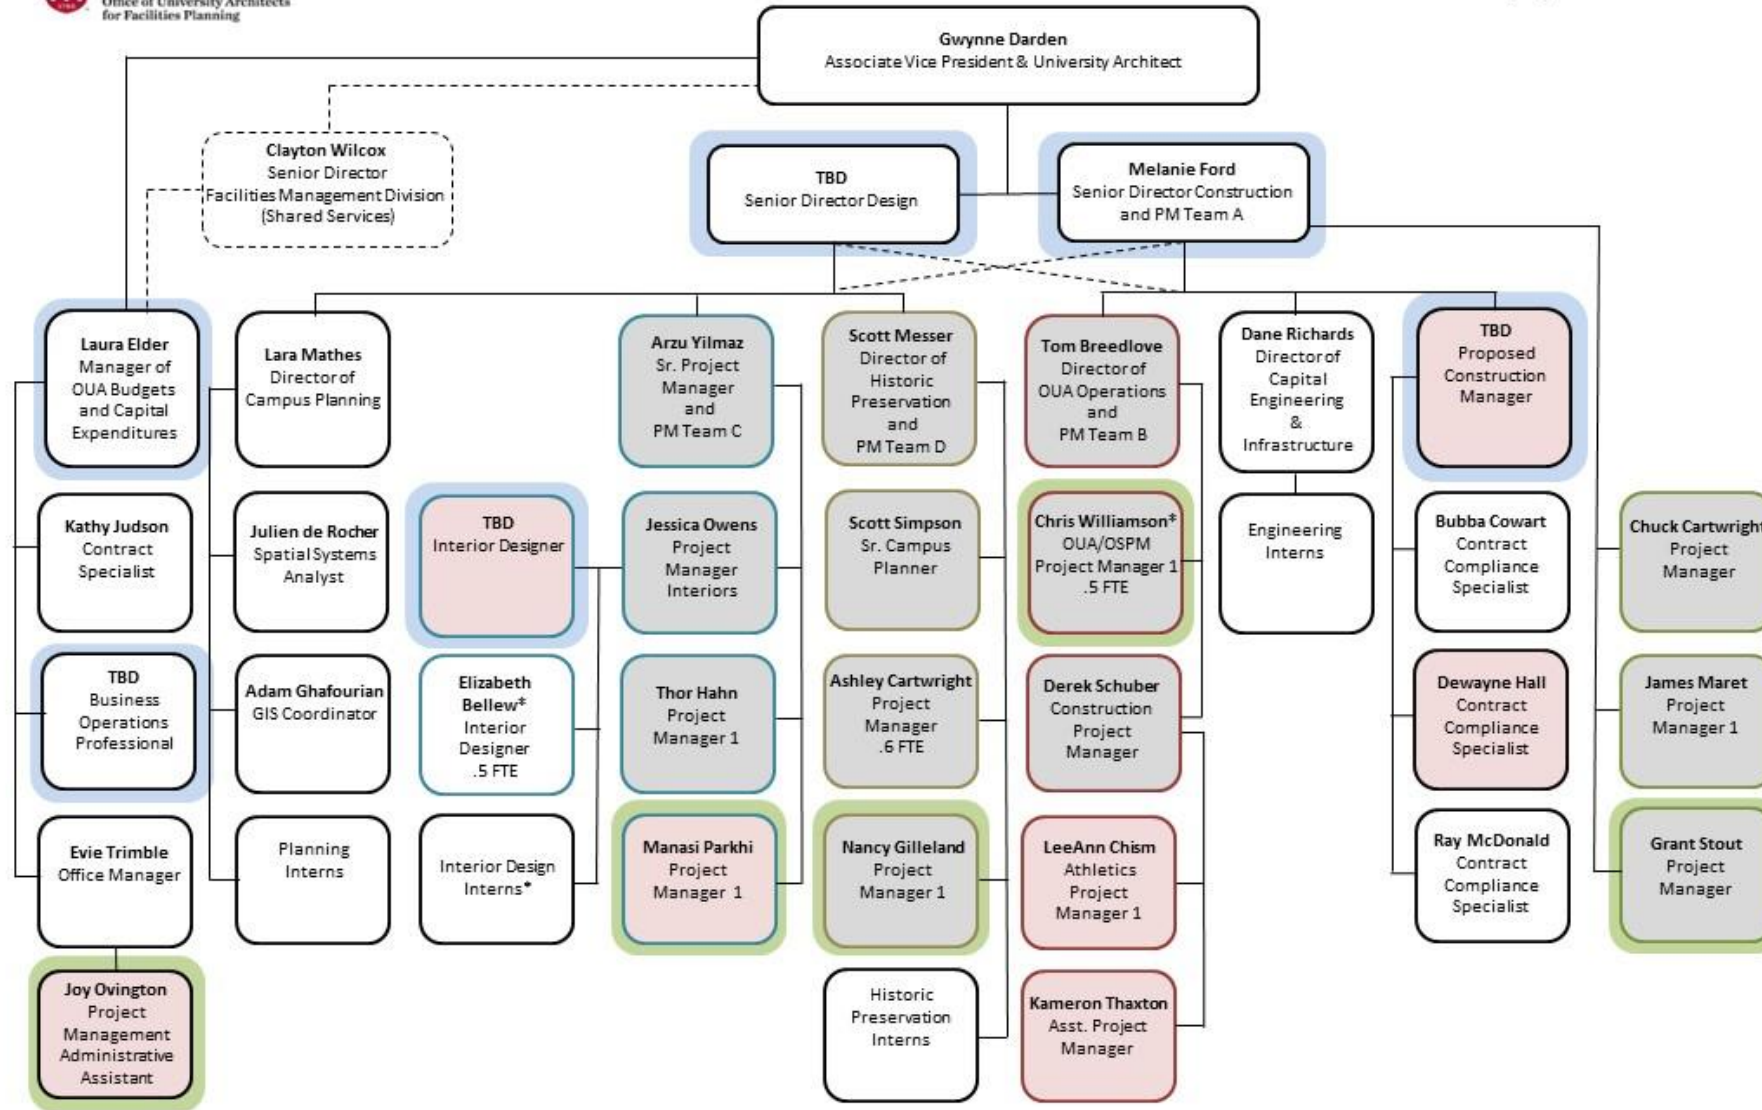 Office of University Architects
for Facilities Planning
Gwynne Darden
Associate Vice President & University Architect
Clayton Wilcox
Senior Director
Facilities Management Division
(Shared Services)
TBD
Senior Director Design
Melanie Ford
Senior Director Construction
and PM Team A
Laura Elder
Manager of
OUA Budgets
and Capital
Expenditures
Lara Mathes
Director of
Campus Planning
Arzu Yilmaz
Sr. Project
Manager
and
PM Team C
Scott Messer
Director of
Historic
Preservation
and
PM Team D
Tom Breedlove
Director of
OUA Operations
and
PM Team B
Dane Richards
Director of
Capital
Engineering
&
Infrastructure
TBD
Proposed
Construction
Manager
Kathy Judson
Contract
Specialist
Julien de Rocher
Spatial Systems
Analyst
TBD
Interior Designer
Jessica Owens
Project
Manager
Interiors
Scott Simpson
Sr. Campus
Planner
Chris Williamson*
OUA/OSPM
Project Manager 1
.5 FTE
Engineering
Interns
Bubba Cowart
Contract
Compliance
Specialist
Chuck Cartwright
Project
Manager
TBD
Business
Operations
Professional
Adam Ghafourian
GIS Coordinator
Elizabeth
Bellew*
Interior
Designer
.5 FTE
Thor Hahn
Project
Manager 1
Ashley Cartwright
Project
Manager
.6 FTE
Derek Schuber
Construction
Project
Manager
Dewayne Hall
Contract
Compliance
Specialist
James Maret
Project
Manager 1
Evie Trimble
Office Manager
Planning
Interns
Interior Design
Interns*
Manasi Parkhi
Project
Manager 1
Nancy Gilleland
Project
Manager 1
LeeAnn Chism
Athletics
Project
Manager 1
Ray McDonald
Contract
Compliance
Specialist
Grant Stout
Project
Manager
Joy Ovington
Project
Management
Administrative
Assistant
Historic
Preservation
Interns
Kameron Thaxton
Asst. Project
Manager